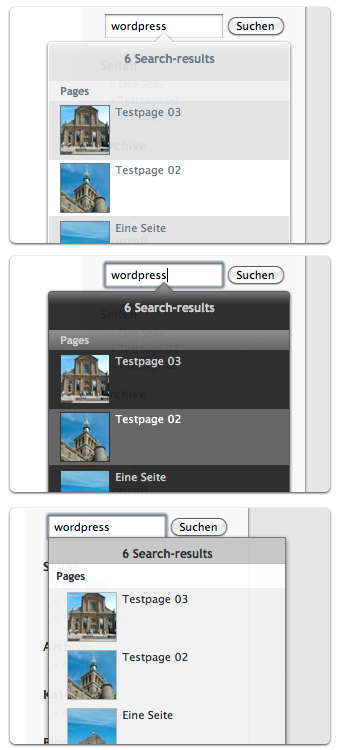 wordpress Suchen
6 Search-results
Pages
Testpage 03
Testpage 02
Eine Seite
wordpress Suchen
6 Search-results
Pages
Testpage 03
Testpage 02
Eine Seite
wordpress Suchen
6 Search-results
Pages
Testpage 03
Testpage 02
Eine Seite